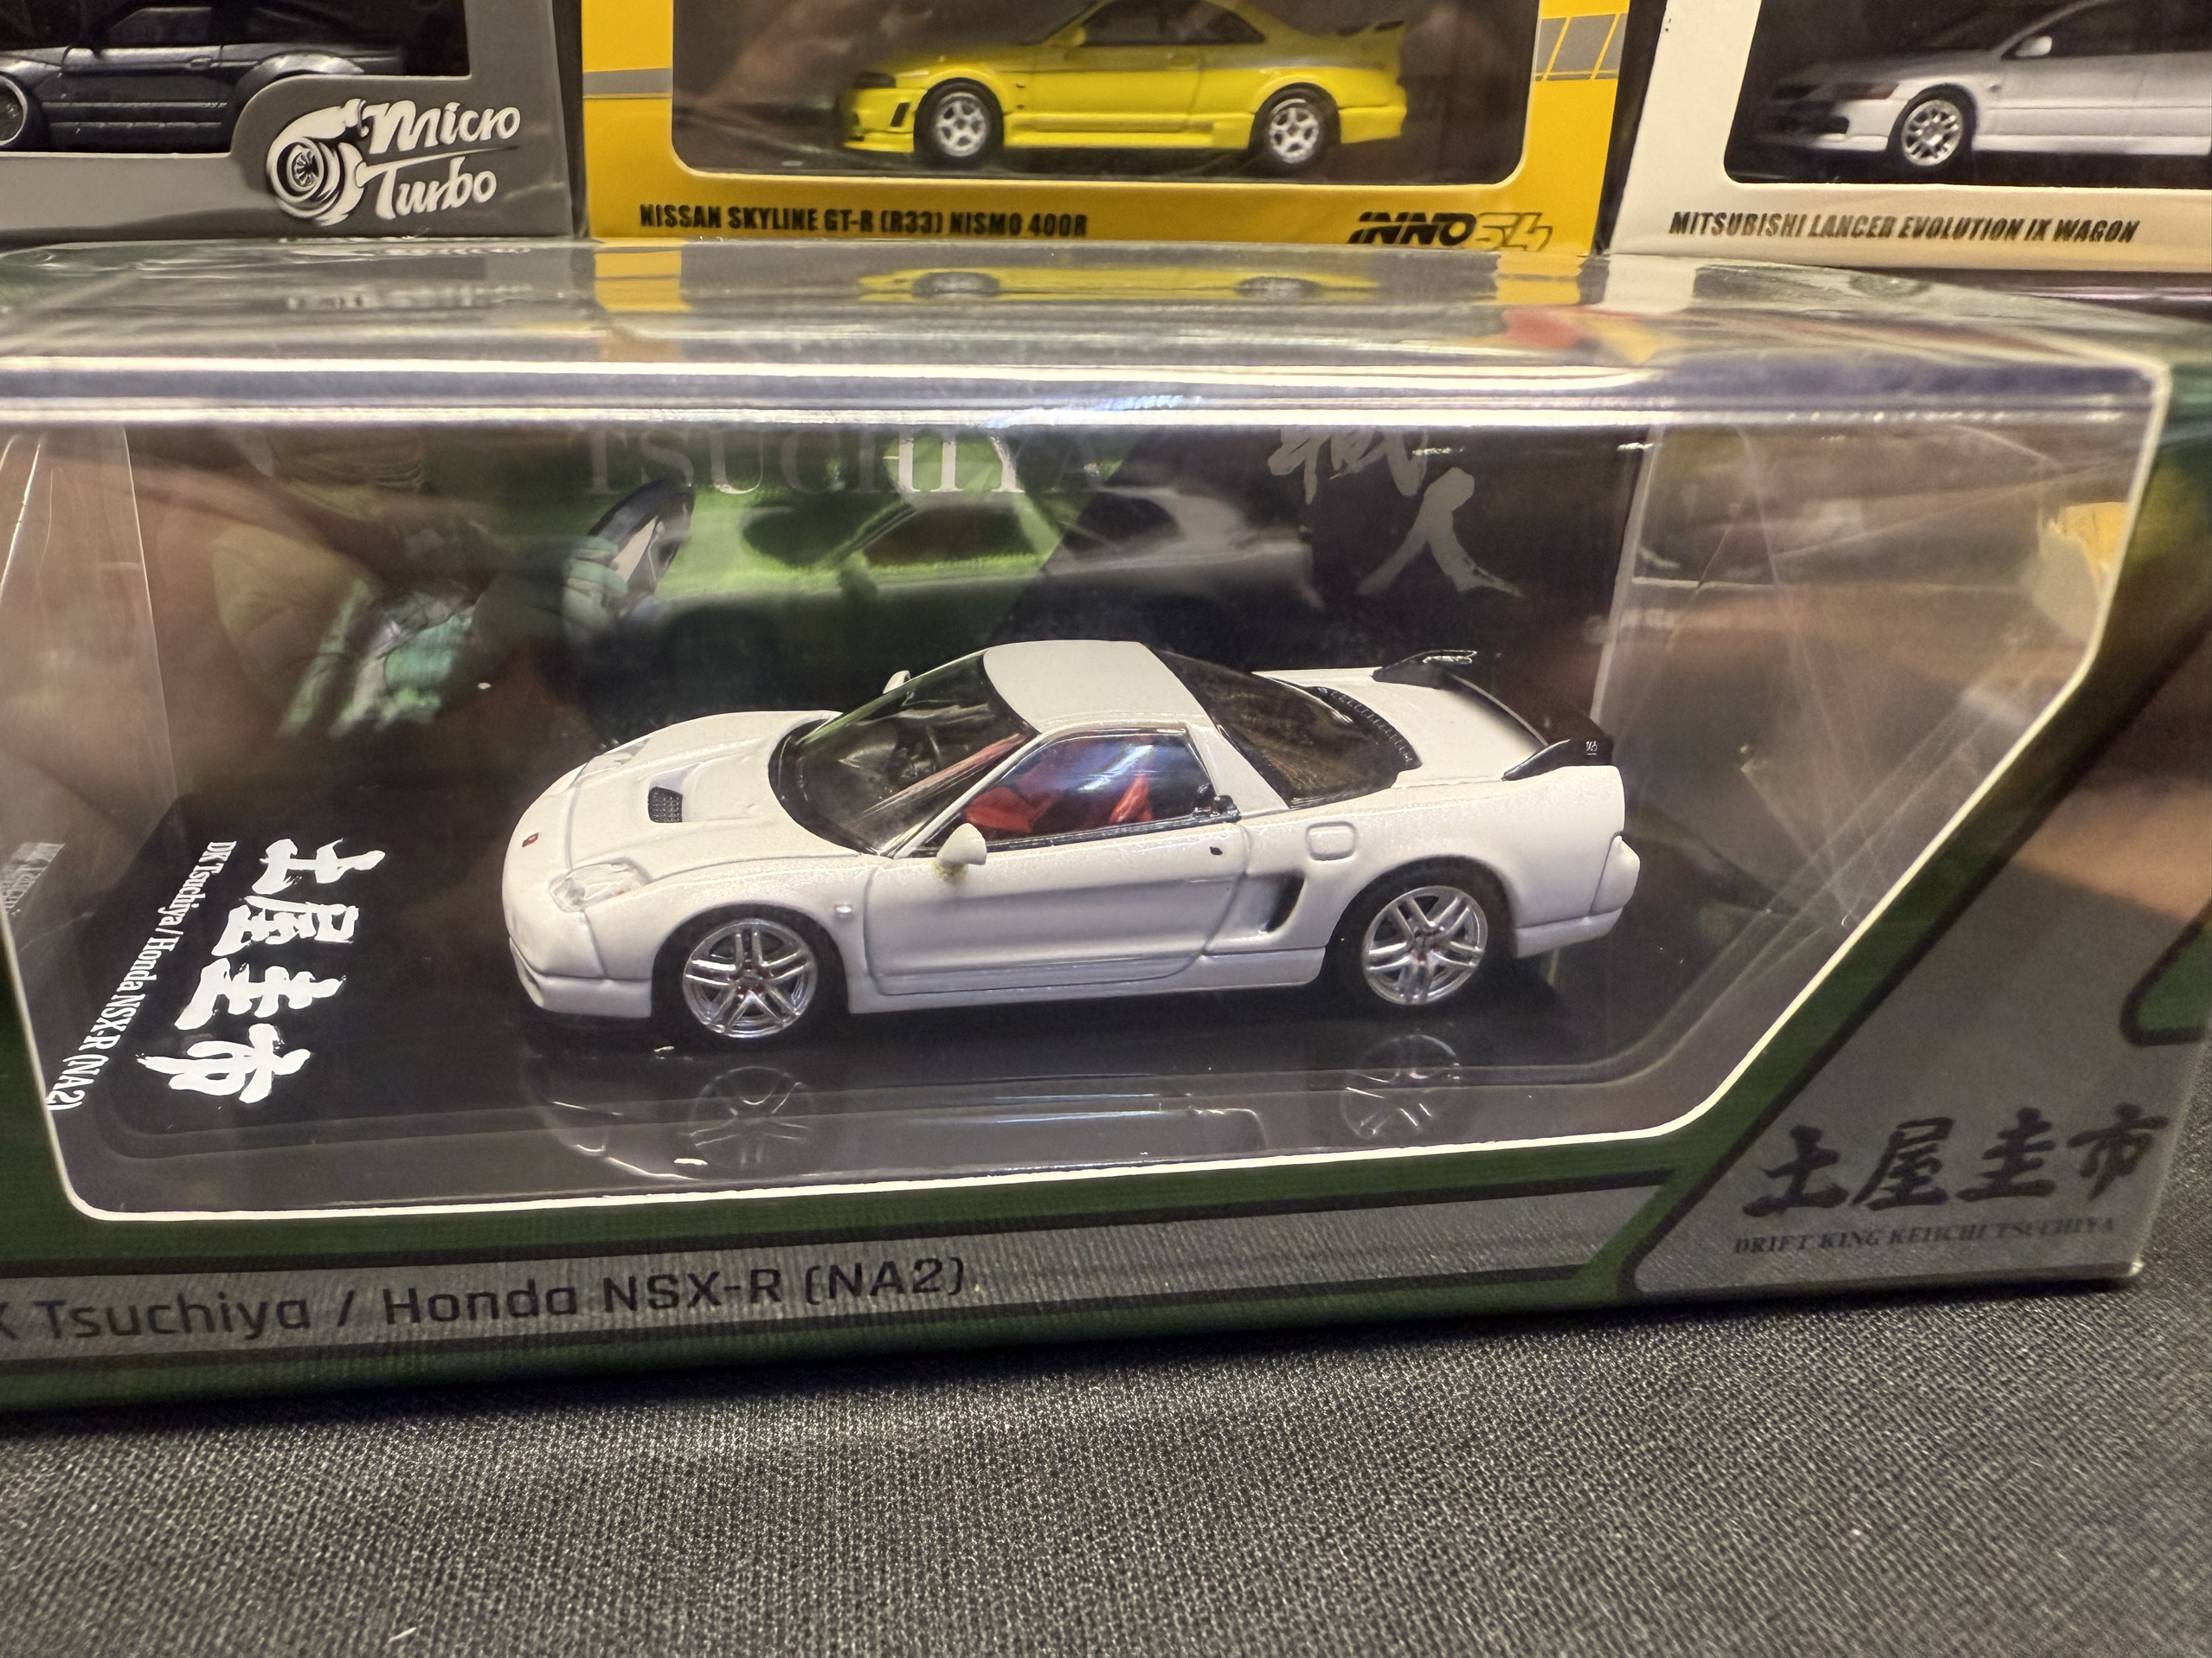 Micro
Turbo
NISSAN SKYLINE GT-R (R33) NISMO 400R
INNO64
MITSUBISHI LANCER EVOLUTION IX WAGON
TSUCHIYA
職人
土屋圭市
DK Tsuchiya / Honda NSX-R (NA2)
土屋圭市
DRIFT KING KEIICHI TSUCHIYA
K Tsuchiya / Honda NSX-R (NA2)